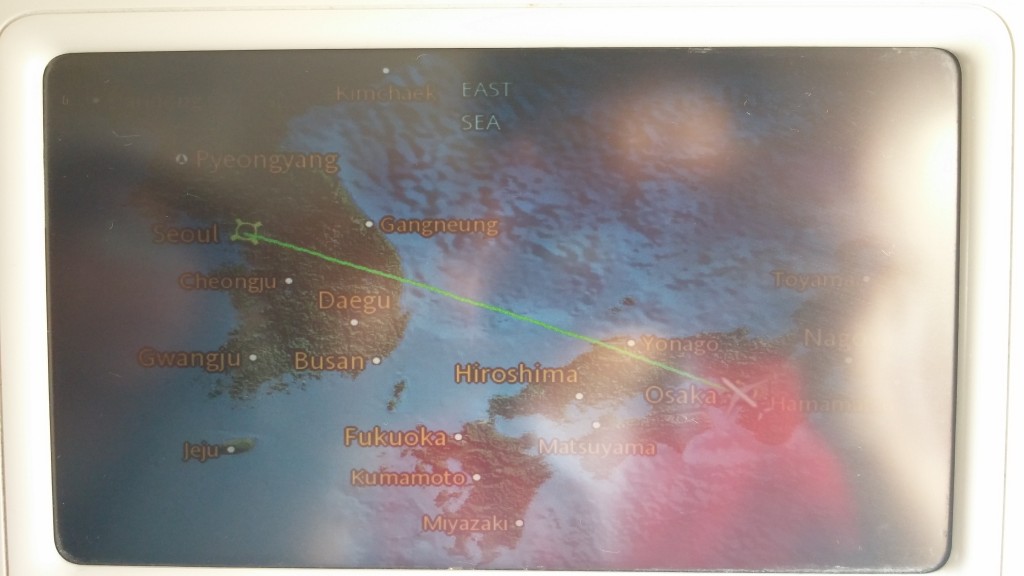 Kimchaek
EAST
SEA
Pyeongyang
Seoul
Gangneung
Cheongju
Toyama
Daegu
Yonago
Gwangju
Busan
Hiroshima
Osaka
Fukuoka
Matsuyama
Jeju
Kumamoto
Miyazaki